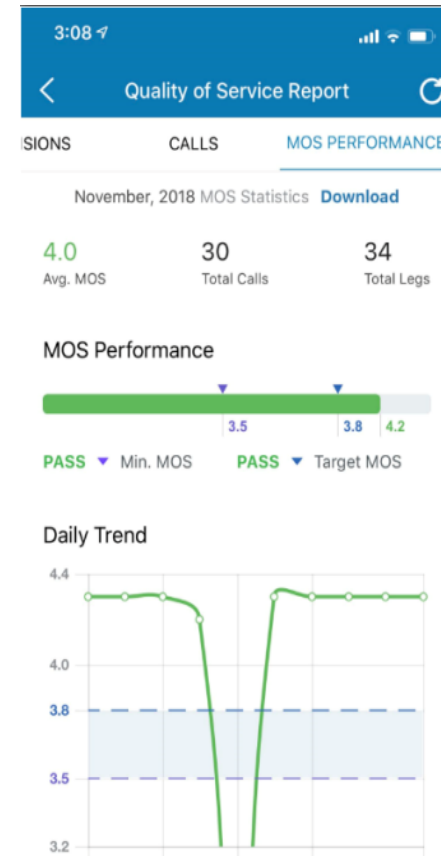 3:08
Quality of Service Report
SIONS CALLS MOS PERFORMANCE
November, 2018 MOS Statistics Download
4.0 30 34
Avg. MOS Total Calls Total Legs
MOS Performance
3.5 3.8 4.2
PASS Min. MOS PASS Target MOS
Daily Trend
4.4
4.0
3.8
3.5
3.2